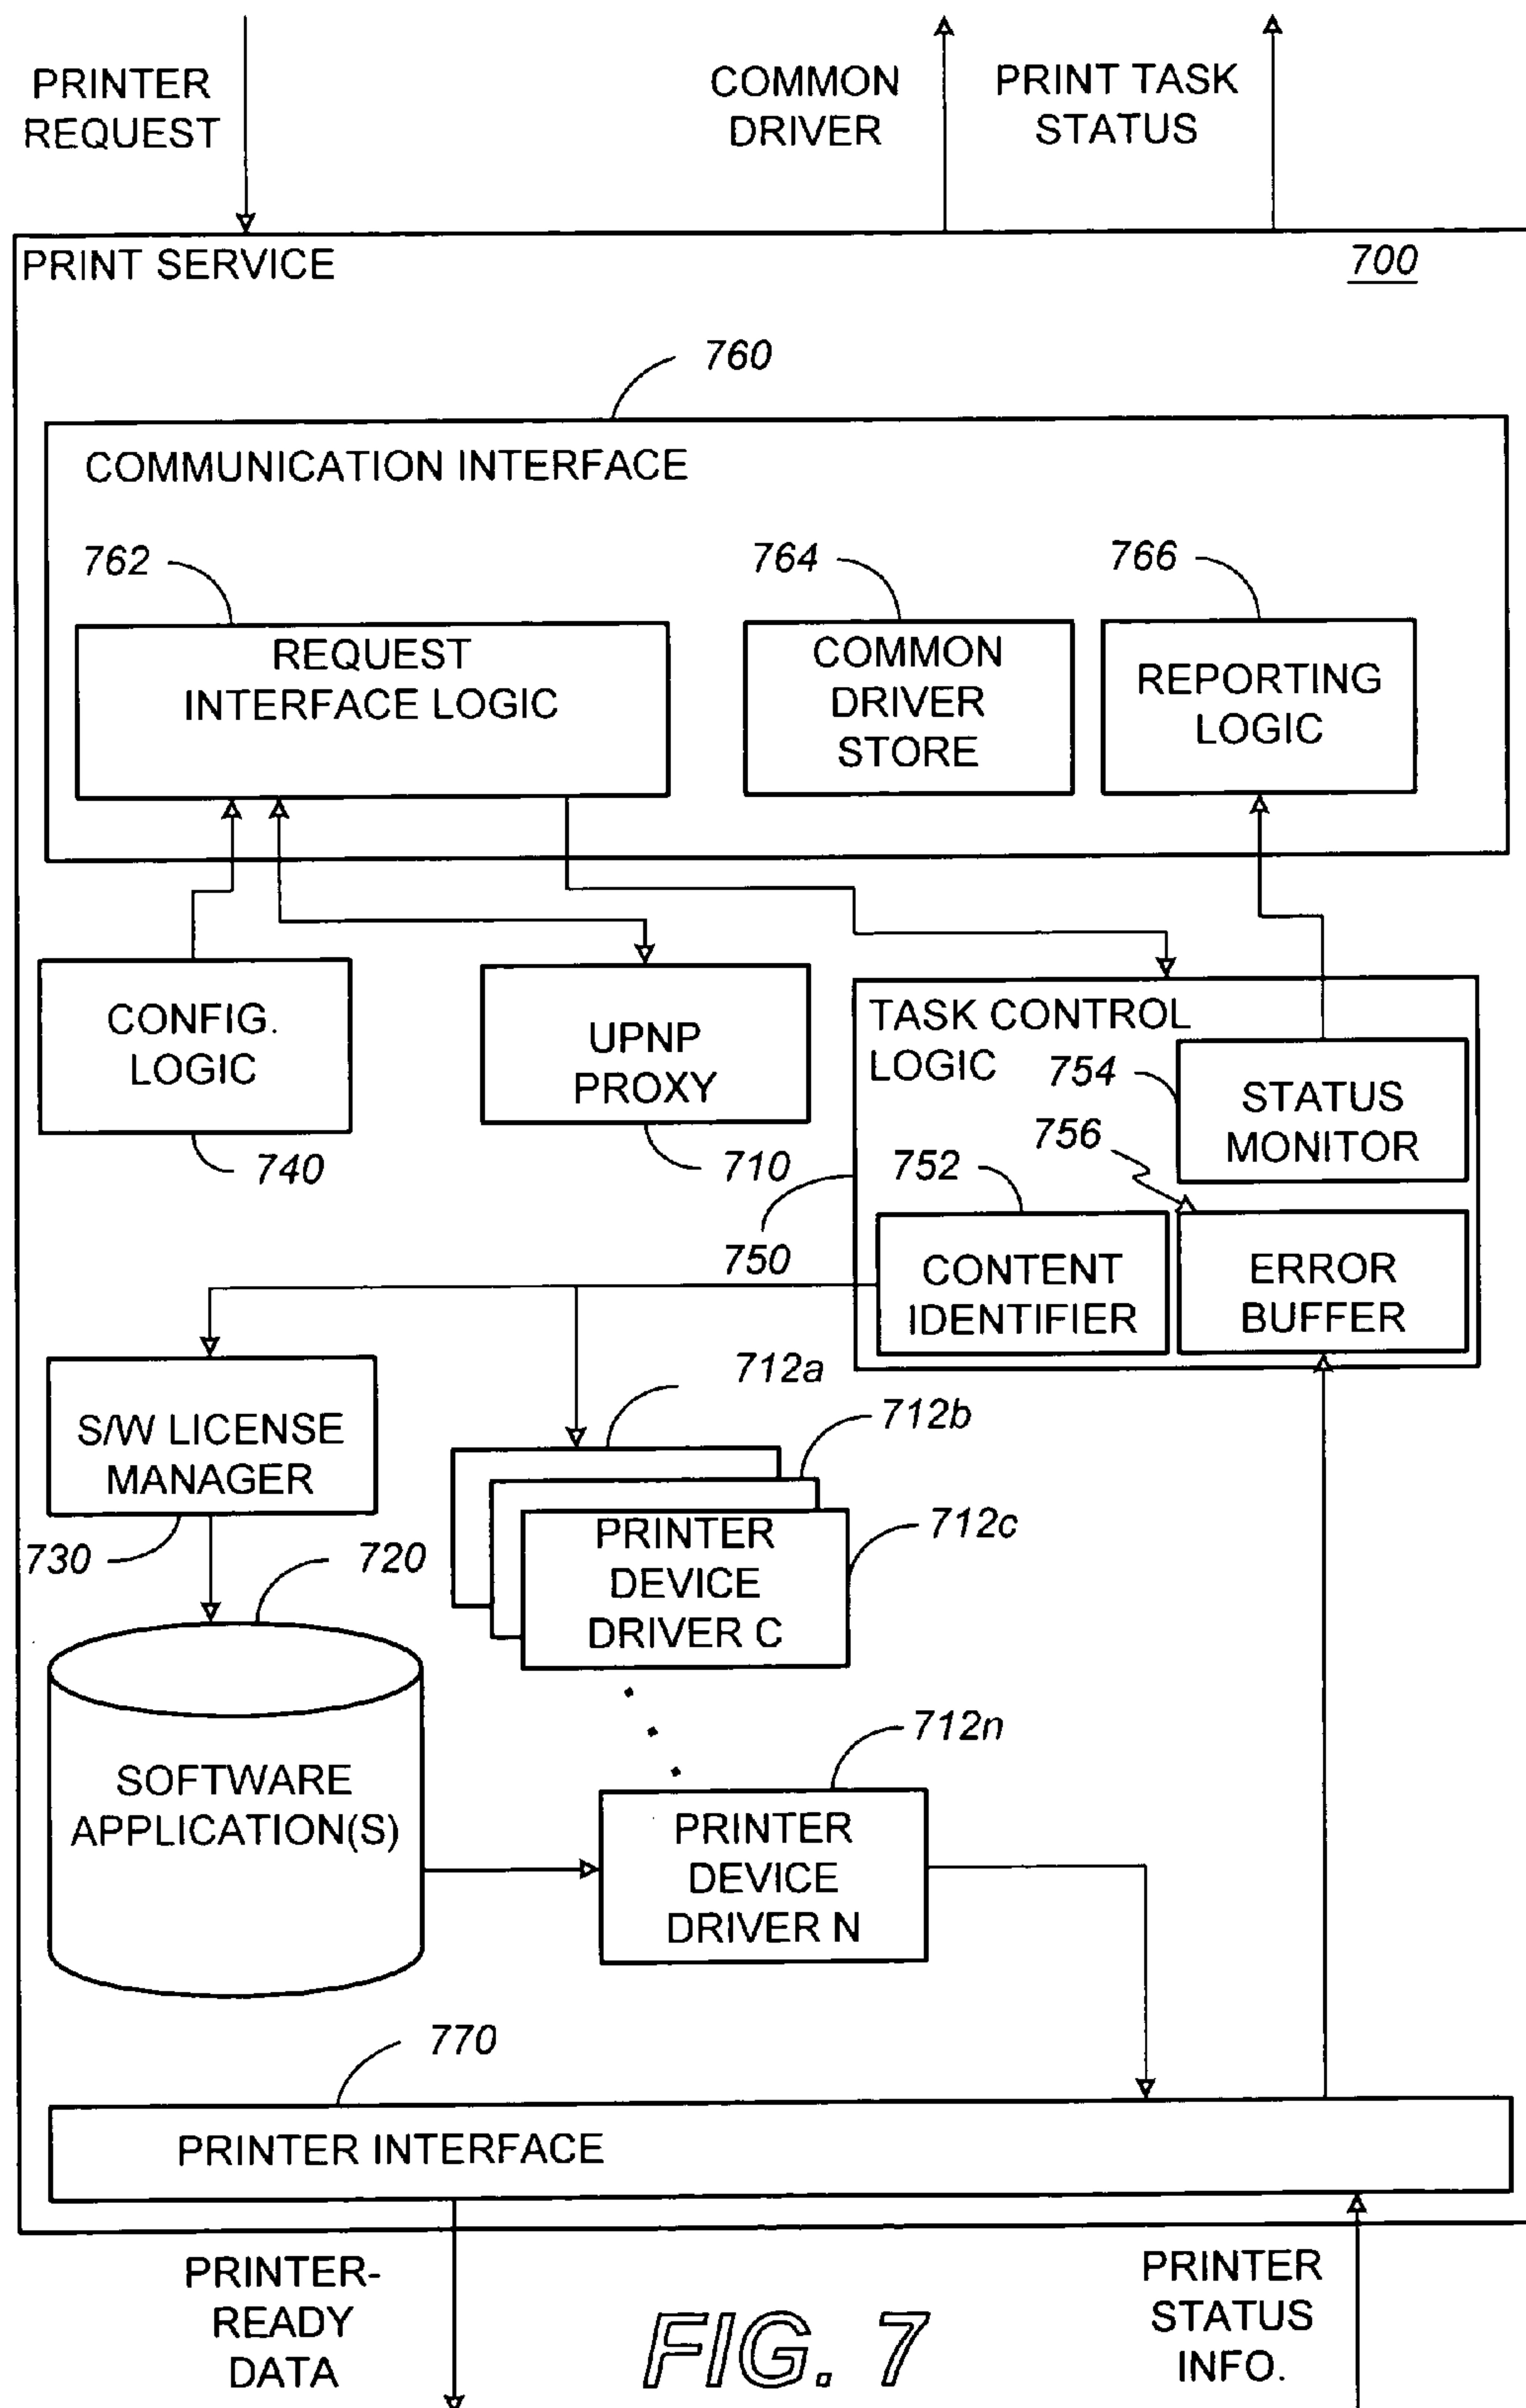 PRINTER
REQUEST
COMMON
DRIVER
PRINT TASK
STATUS
PRINT SERVICE
700
760
COMMUNICATION INTERFACE
762
764
766
REQUEST
INTERFACE LOGIC
COMMON
DRIVER
STORE
REPORTING
LOGIC
CONFIG.
LOGIC
740
UPNP
PROXY
710
TASK CONTROL
LOGIC
754
STATUS
MONITOR
756
752
750
CONTENT
IDENTIFIER
ERROR
BUFFER
S/W LICENSE
MANAGER
730
720
712a
712b
712c
PRINTER
DEVICE
DRIVER C
SOFTWARE
APPLICATION(S)
712n
PRINTER
DEVICE
DRIVER N
770
PRINTER INTERFACE
PRINTER-
READY
DATA
FIG. 7
PRINTER
STATUS
INFO.